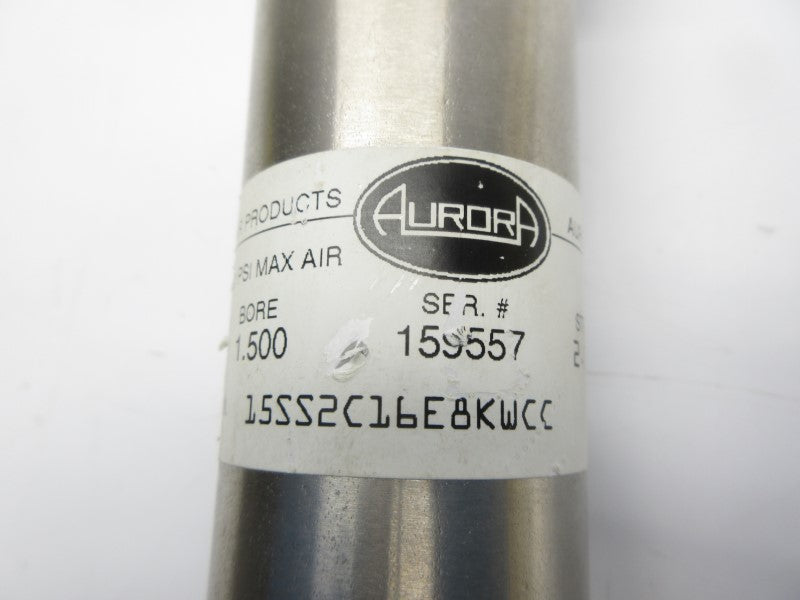 PRODUCTS
AURORA
PSI MAX AIR
BORE
SER. #
1.500
159557
15SS2C16E8KWCC